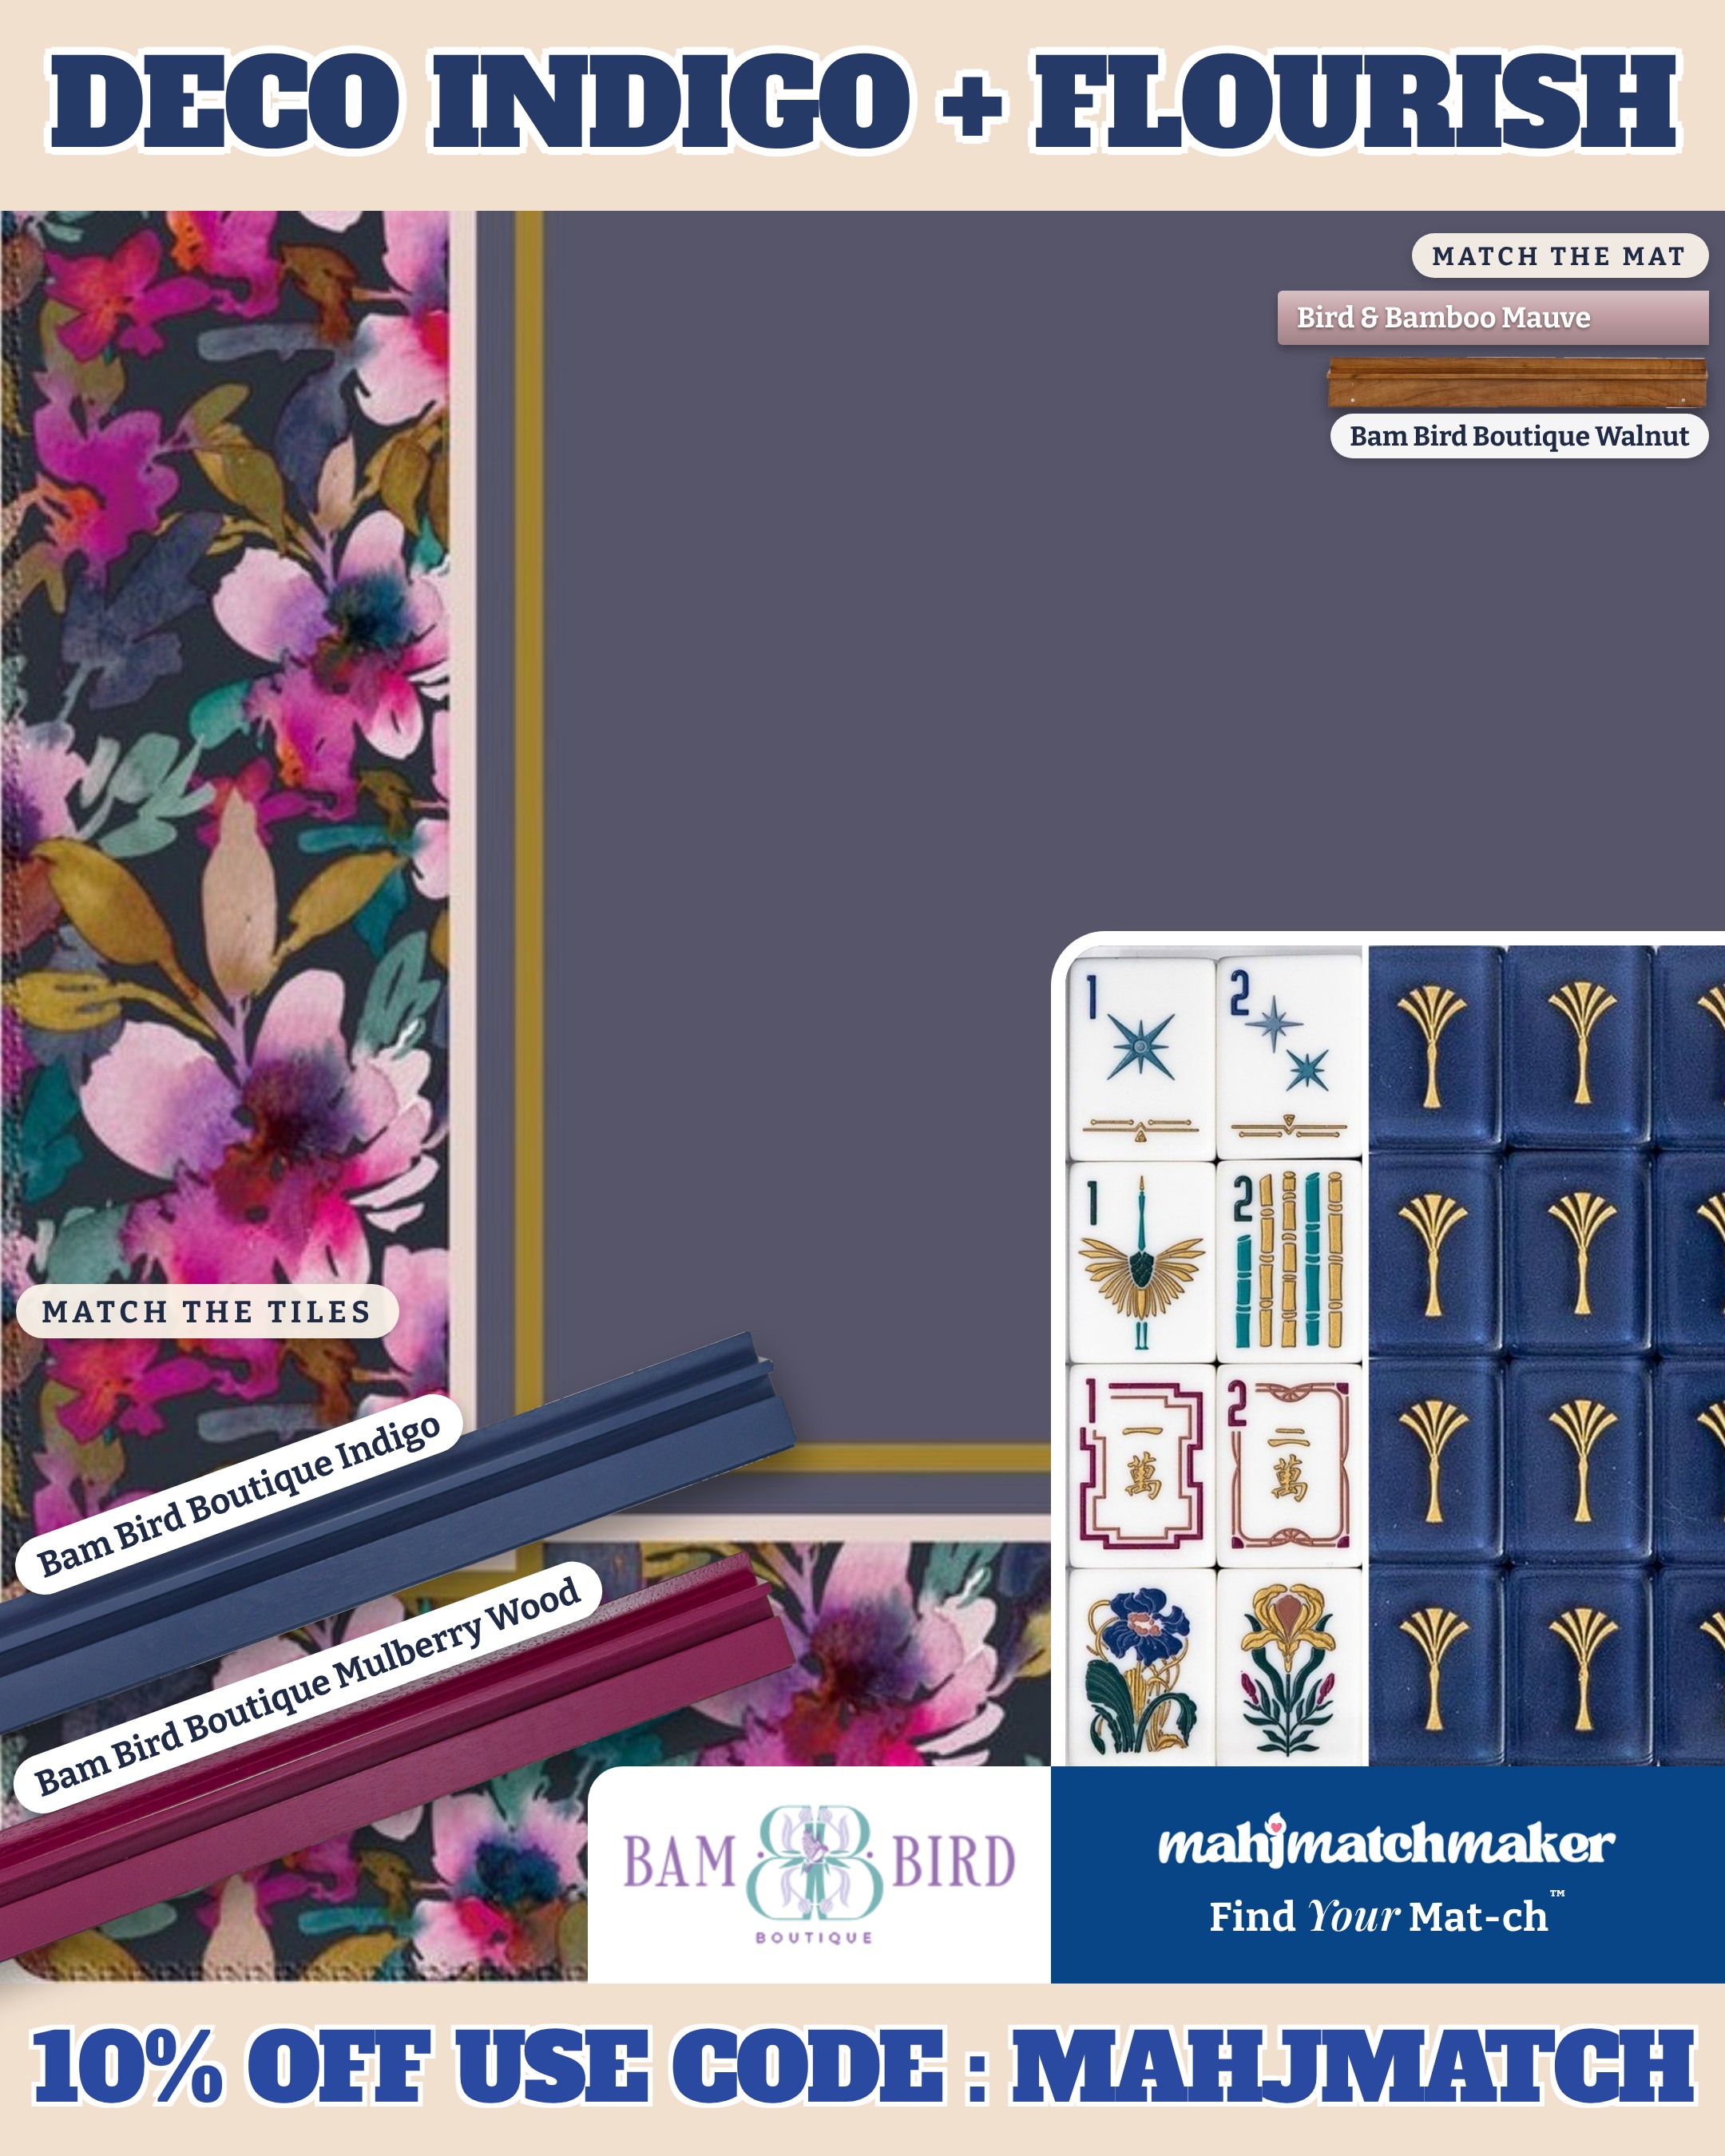 DECO INDIGO + FLOURISH
MATCH THE MAT
Bird & Bamboo Mauve
Bam Bird Boutique Walnut
1
2
1
2
1
一
萬
2
二
萬
MATCH THE TILES
Bam Bird Boutique Indigo
Bam Bird Boutique Mulberry Wood
BAM BB BIRD
BOUTIQUE
mahjmatchmaker
Find Your Mat-ch™
10% OFF USE CODE : MAHJMATCH